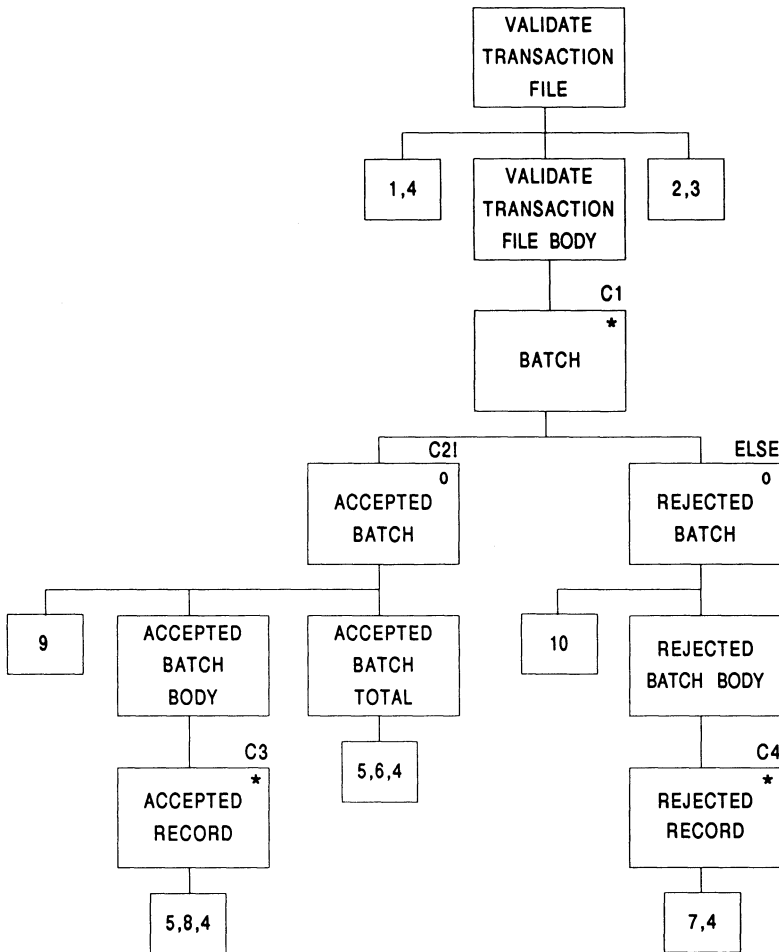 VALIDATE
TRANSACTION
FILE
1,4
VALIDATE
TRANSACTION
FILE BODY
2,3
C1
*
BATCH
C2!
o
ACCEPTED
BATCH
ELSE
o
REJECTED
BATCH
9
ACCEPTED
BATCH
BODY
ACCEPTED
BATCH
TOTAL
10
REJECTED
BATCH BODY
C3
*
ACCEPTED
RECORD
5,6,4
C4
*
REJECTED
RECORD
5,8,4
7,4